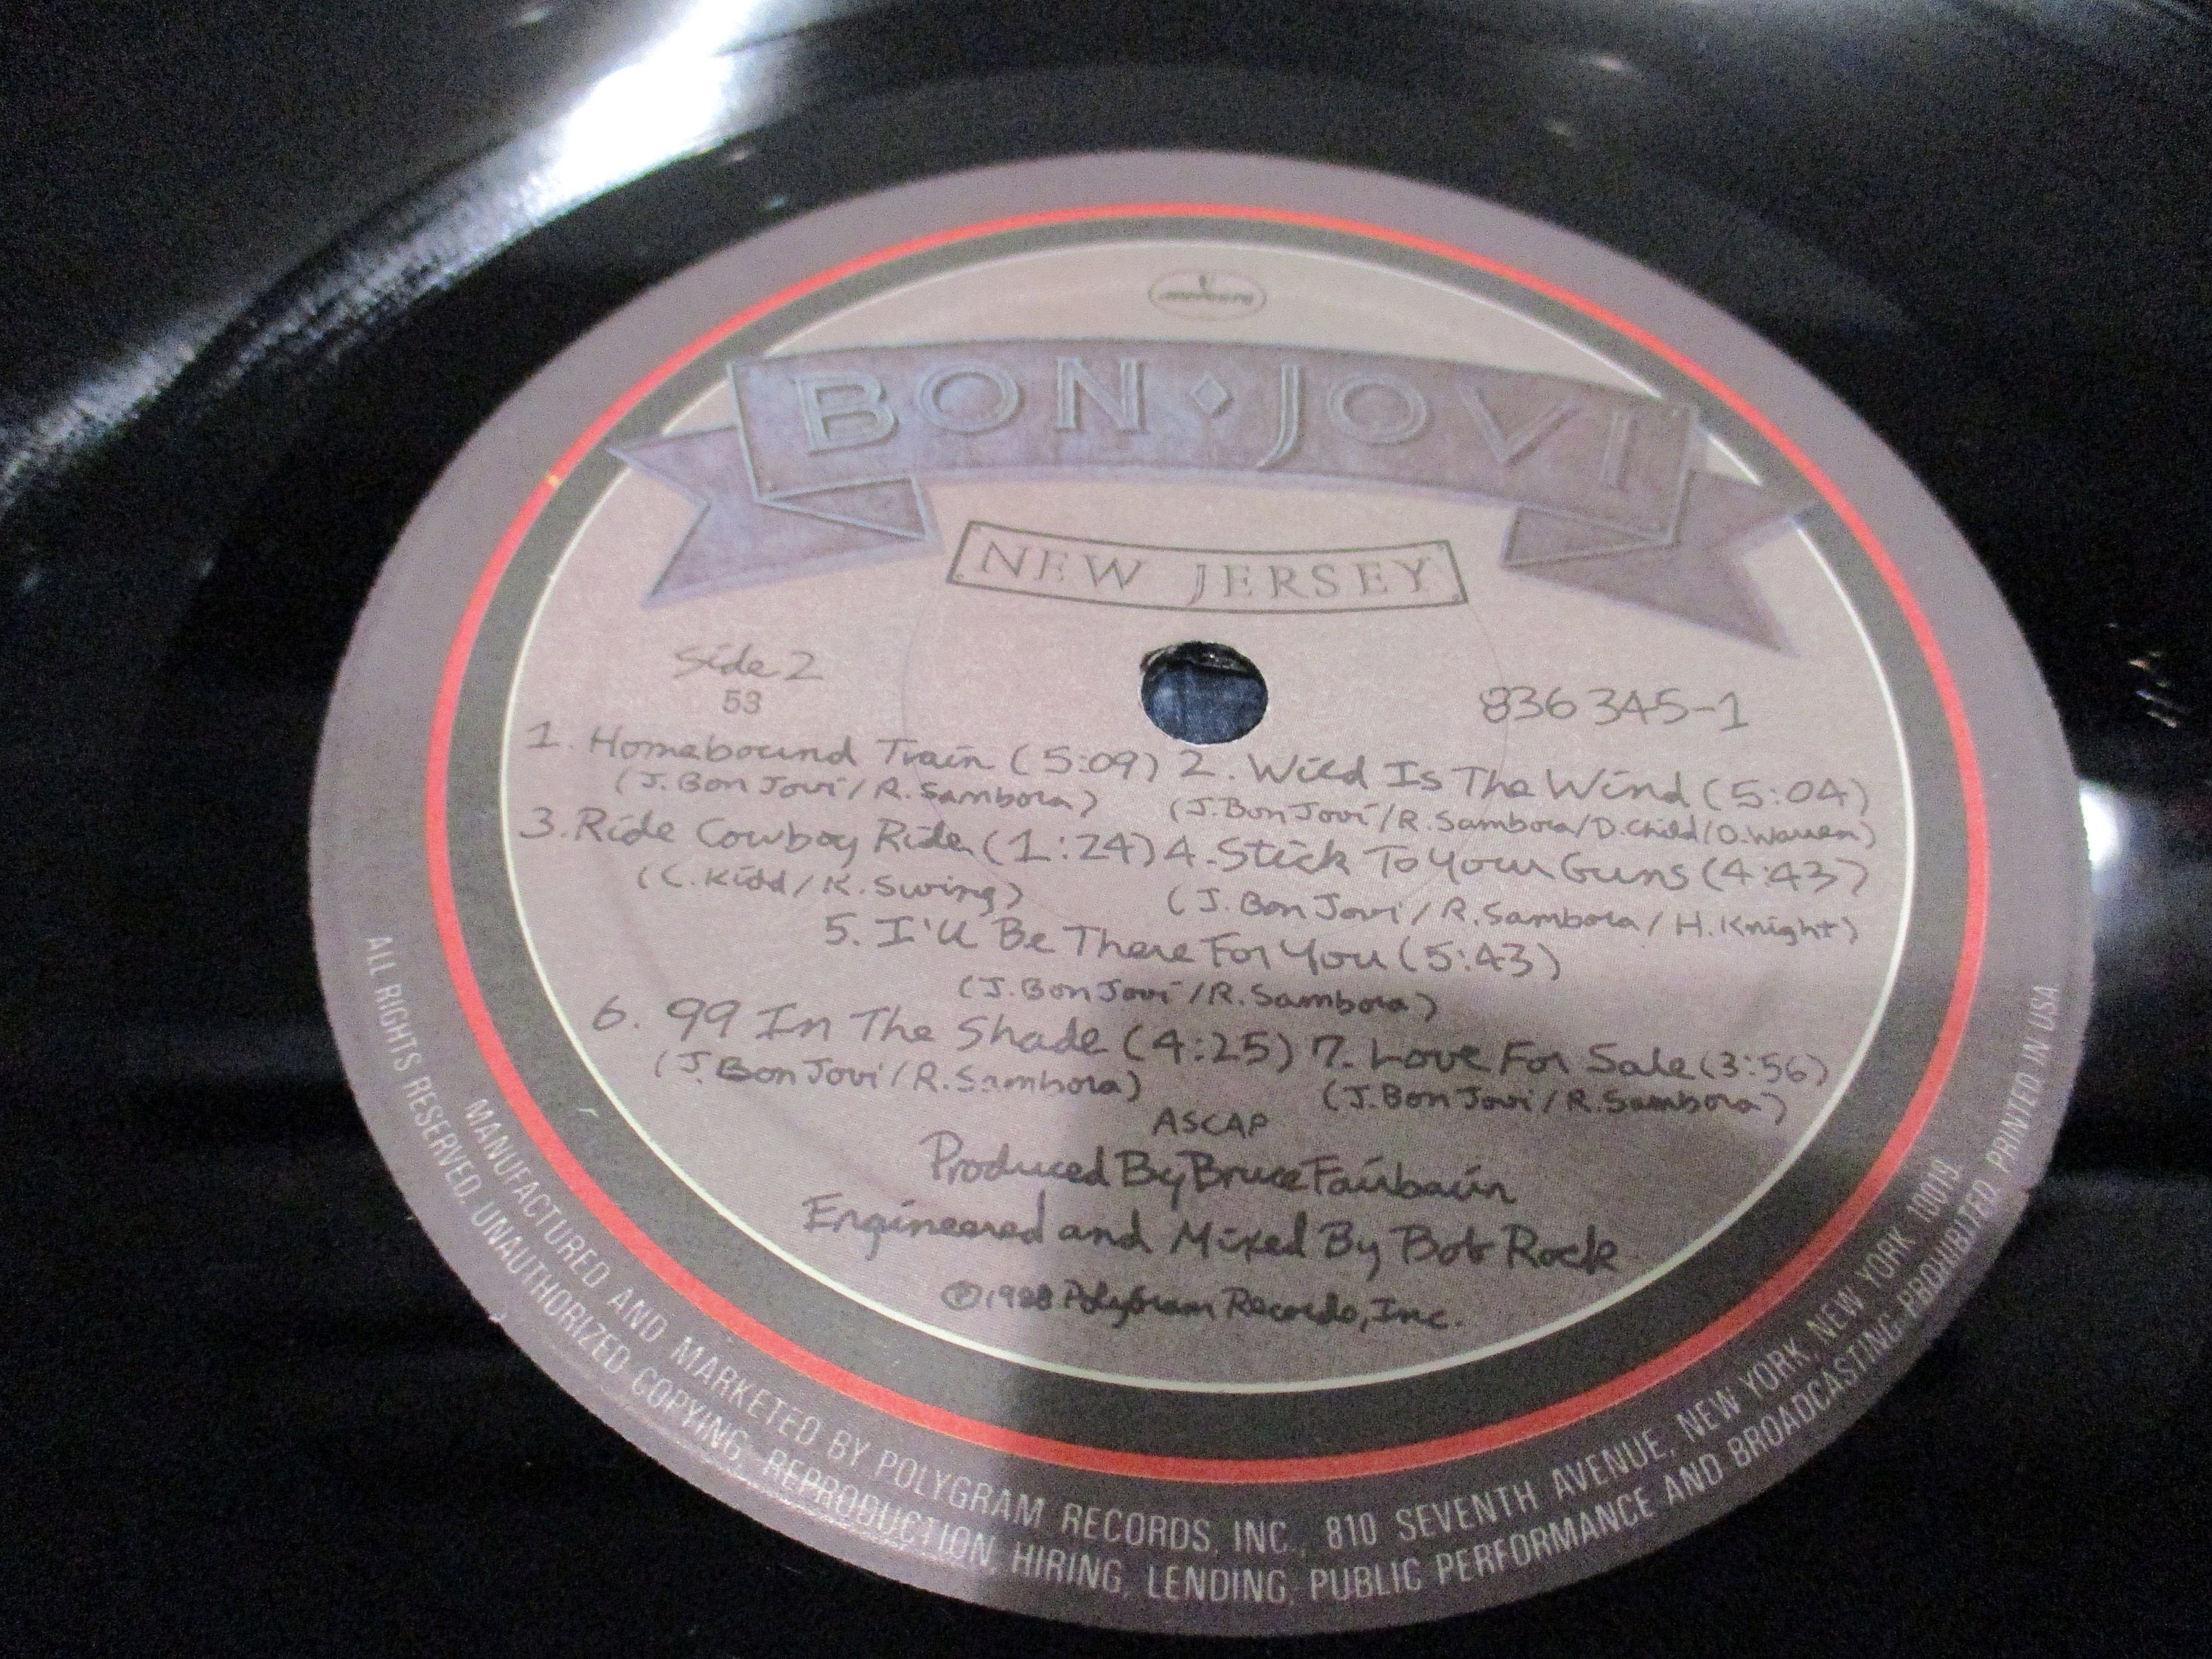 mercury
BON JOVI
NEW JERSEY
Side 2
53
836 345-1
1. Homebound Train (5:09) 2. Wild Is The Wind (5:04)
(J. Bon Jovi / R. Sambora) (J. Bon Jovi / R. Sambora / D. Child / D. Warren)
3. Ride Cowboy Ride (1:24) 4. Stick To Your Guns (4:43)
(C. Kidd / K. Swing) (J. Bon Jovi / R. Sambora / H. Knight)
5. I'll Be There For You (5:43)
(J. Bon Jovi / R. Sambora)
6. 99 In The Shade (4:25) 7. Love For Sale (3:56)
(J. Bon Jovi / R. Sambora) (J. Bon Jovi / R. Sambora)
ASCAP
Produced By Bruce Fairbairn
Engineered and Mixed By Bob Rock
℗1988 PolyGram Records, Inc.
MANUFACTURED AND MARKETED BY POLYGRAM RECORDS, INC., 810 SEVENTH AVENUE, NEW YORK, NEW YORK 10019.
ALL RIGHTS RESERVED. UNAUTHORIZED COPYING, REPRODUCTION, HIRING, LENDING, PUBLIC PERFORMANCE AND BROADCASTING PROHIBITED. PRINTED IN USA